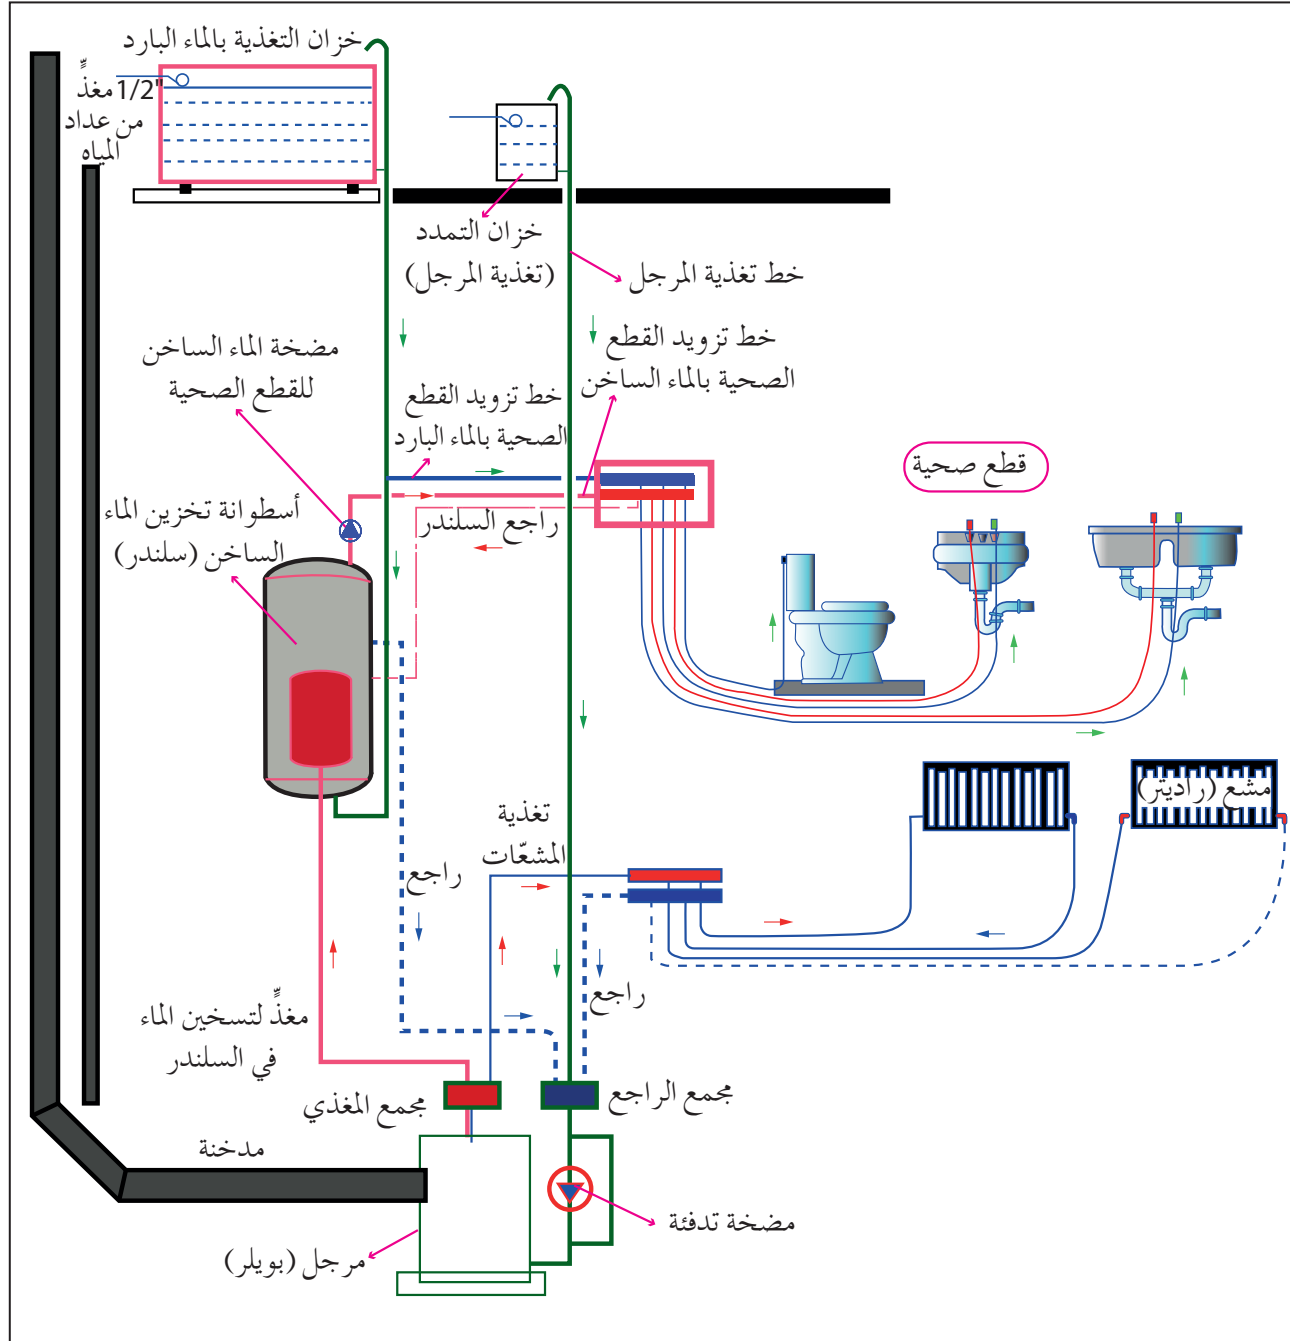 خزان التغذية بالماء البارد
1/2" مغذٍّ
من عداد
المياه
خزان التمدد
(تغذية المرجل)
خط تغذية المرجل
مضخة الماء الساخن
للقطع الصحية
خط تزويد القطع
الصحية بالماء الساخن
خط تزويد القطع
الصحية بالماء البارد
قطع صحية
أسطوانة تخزين الماء
الساخن (سلندر)
راجع السلندر
مشع (راديتر)
تغذية
المشعّات
راجع
راجع
مغذٍّ لتسخين الماء
في السلندر
مجمع المغذي
مجمع الراجع
مدخنة
مضخة تدفئة
مرجل (بويلر)